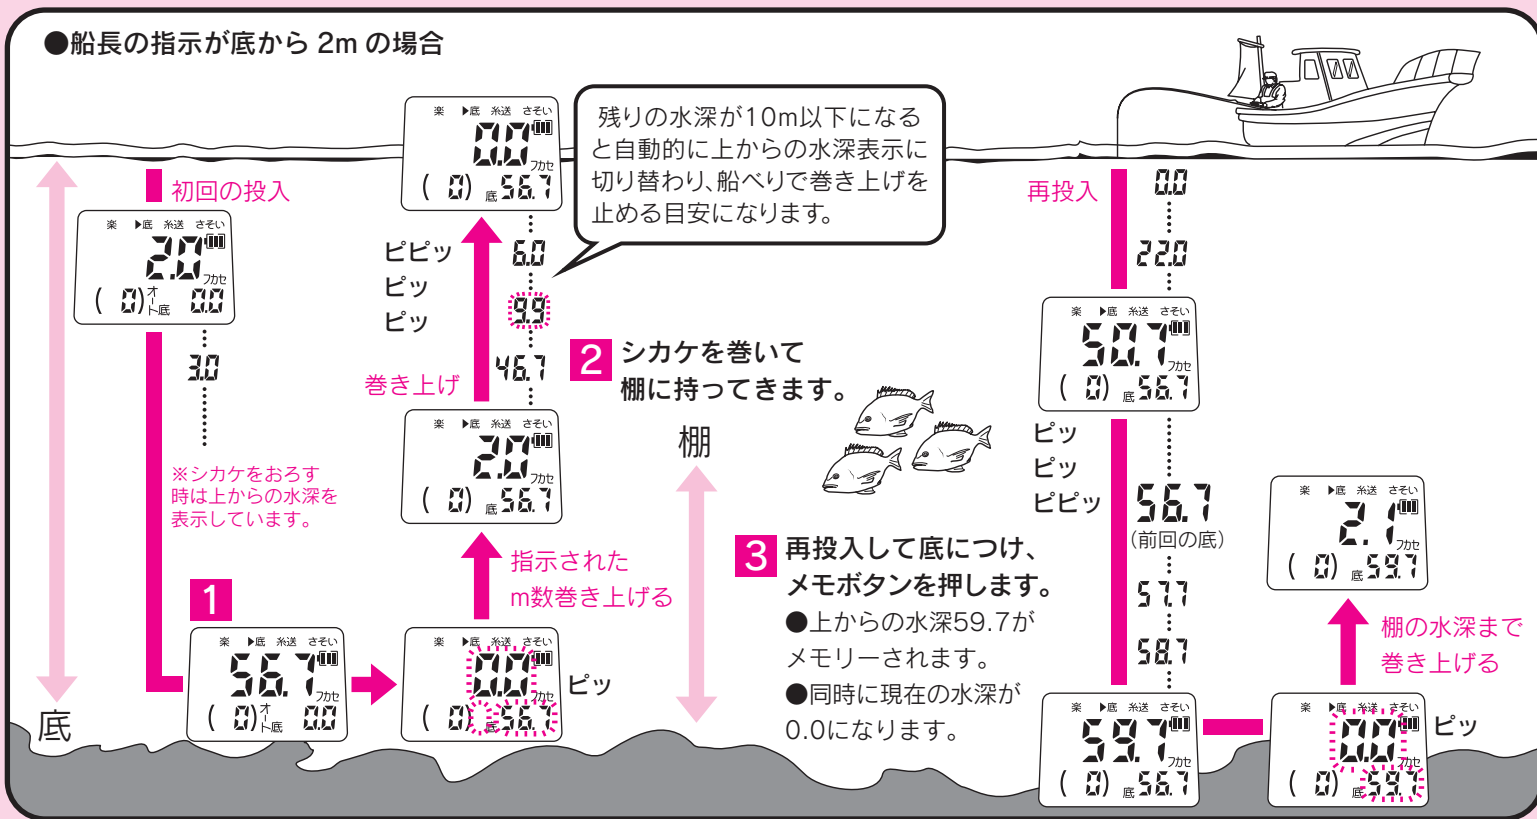 ●船長の指示が底から 2m の場合
初回の投入
楽 ▶底 糸送 さそい
2.0
フカセ
( 0) オート底 0.0
3.0
※シカケをおろす
時は上からの水深を
表示しています。
1
楽 ▶底 糸送 さそい
56.7
フカセ
( 0) オート底 0.0
底
楽 ▶底 糸送 さそい
0.0
フカセ
( 0) 底 56.7
ピッ
指示された
m数巻き上げる
楽 ▶底 糸送 さそい
2.0
フカセ
( 0) 底 56.7
巻き上げ
46.7
9.9
6.0
ピピッ
ピッ
ピッ
楽 ▶底 糸送 さそい
0.0
フカセ
( 0) 底 56.7
残りの水深が10m以下になる
と自動的に上からの水深表示に
切り替わり、船べりで巻き上げを
止める目安になります。
2 シカケを巻いて
棚に持ってきます。
棚
3 再投入して底につけ、
メモボタンを押します。
●上からの水深59.7が
メモリーされます。
●同時に現在の水深が
0.0になります。
再投入
0.0
22.0
楽 ▶底 糸送 さそい
50.7
フカセ
( 0) 底 56.7
ピッ
ピッ
ピピッ
56.7
(前回の底)
57.7
58.7
楽 ▶底 糸送 さそい
59.7
フカセ
( 0) 底 56.7
楽 ▶底 糸送 さそい
0.0
フカセ
( 0) 底 59.7
ピッ
棚の水深まで
巻き上げる
楽 ▶底 糸送 さそい
2.1
フカセ
( 0) 底 59.7